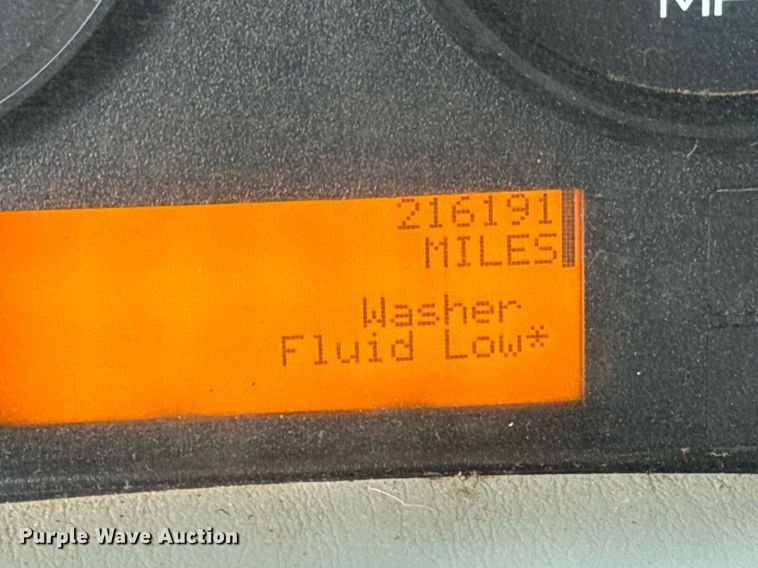 216191
MILES
Washer
Fluid Low*
Purple Wave Auction